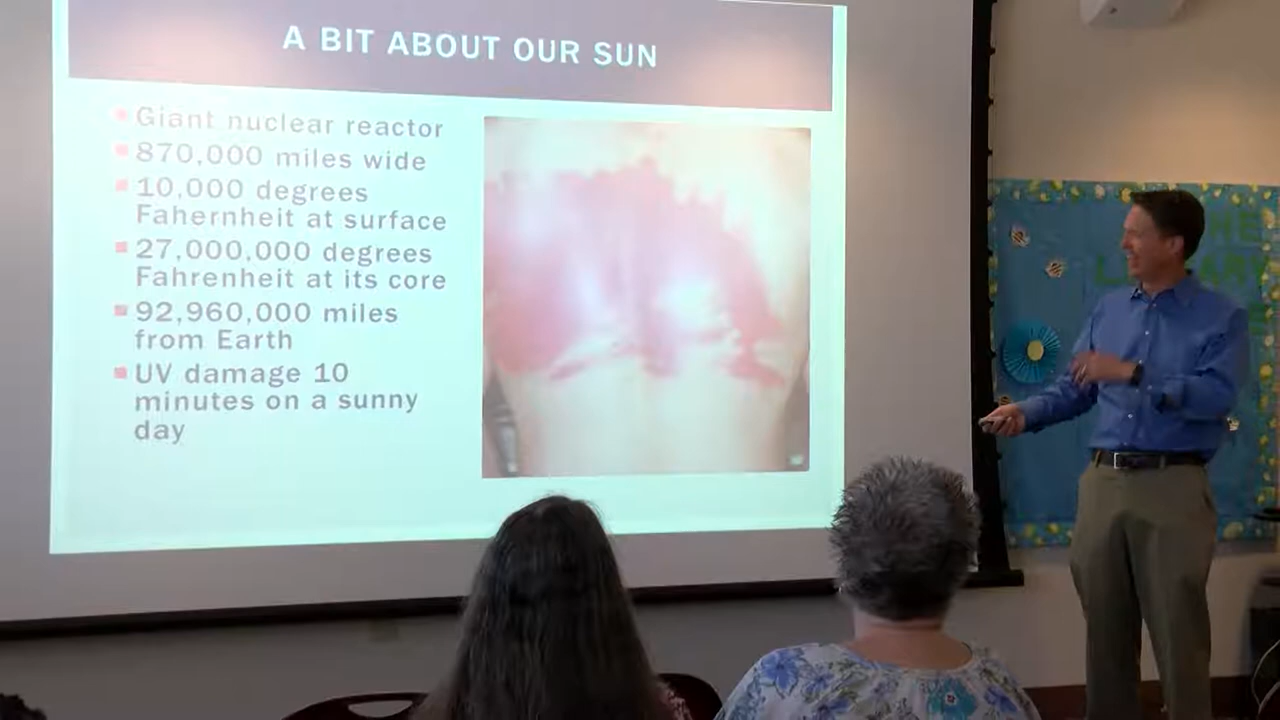 A BIT ABOUT OUR SUN
Giant nuclear reactor
870,000 miles wide
10,000 degrees
Fahernheit at surface
27,000,000 degrees
Fahrenheit at its core
92,960,000 miles
from Earth
UV damage 10
minutes on a sunny
day